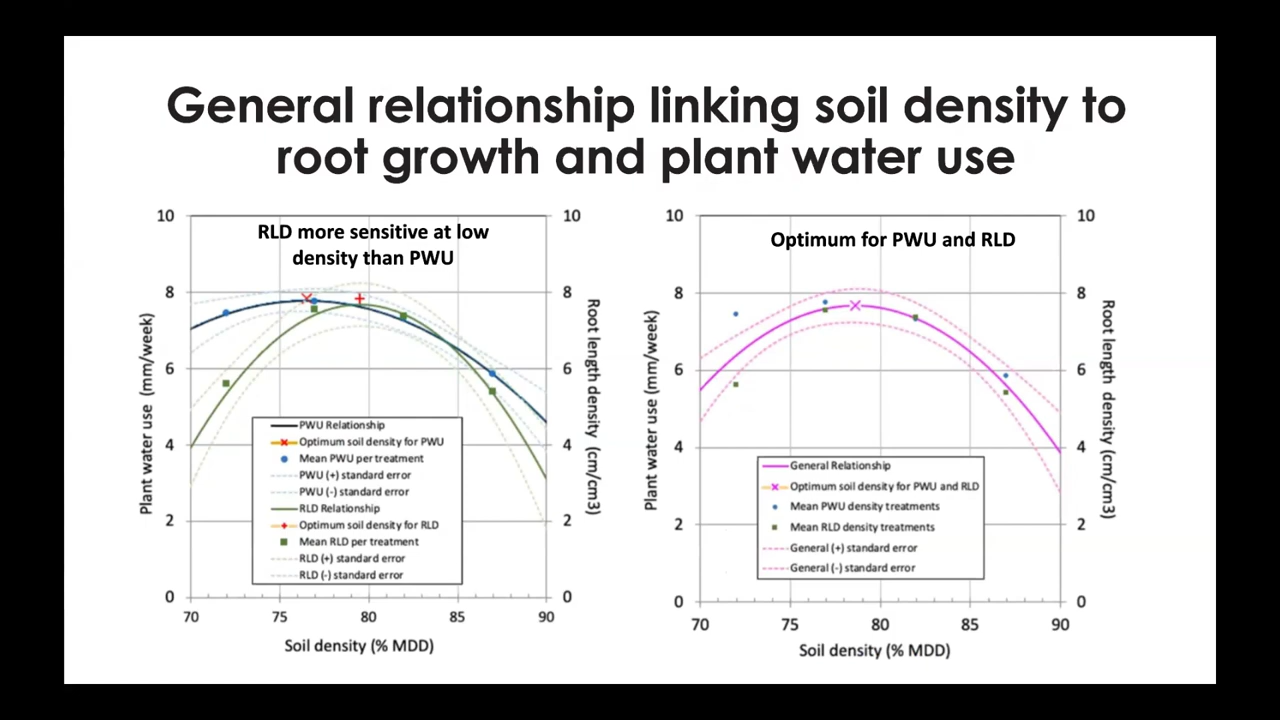 General relationship linking soil density to
root growth and plant water use
RLD more sensitive at low
density than PWU
10
8
6
4
2
0
Plant water use (mm/week)
10
8
6
4
2
0
Root length density (cm/cm3)
PWU Relationship
Optimum soil density for PWU
Mean PWU per treatment
PWU (+) standard error
PWU (-) standard error
RLD Relationship
Optimum soil density for RLD
Mean RLD per treatment
RLD (+) standard error
RLD (-) standard error
70 75 80 85 90
Soil density (% MDD)
Optimum for PWU and RLD
10
8
6
4
2
0
Plant water use (mm/week)
10
8
6
4
2
0
Root length density (cm/cm3)
General Relationship
Optimum soil density for PWU and RLD
Mean PWU density treatments
Mean RLD density treatments
General (+) standard error
General (-) standard error
70 75 80 85 90
Soil density (% MDD)